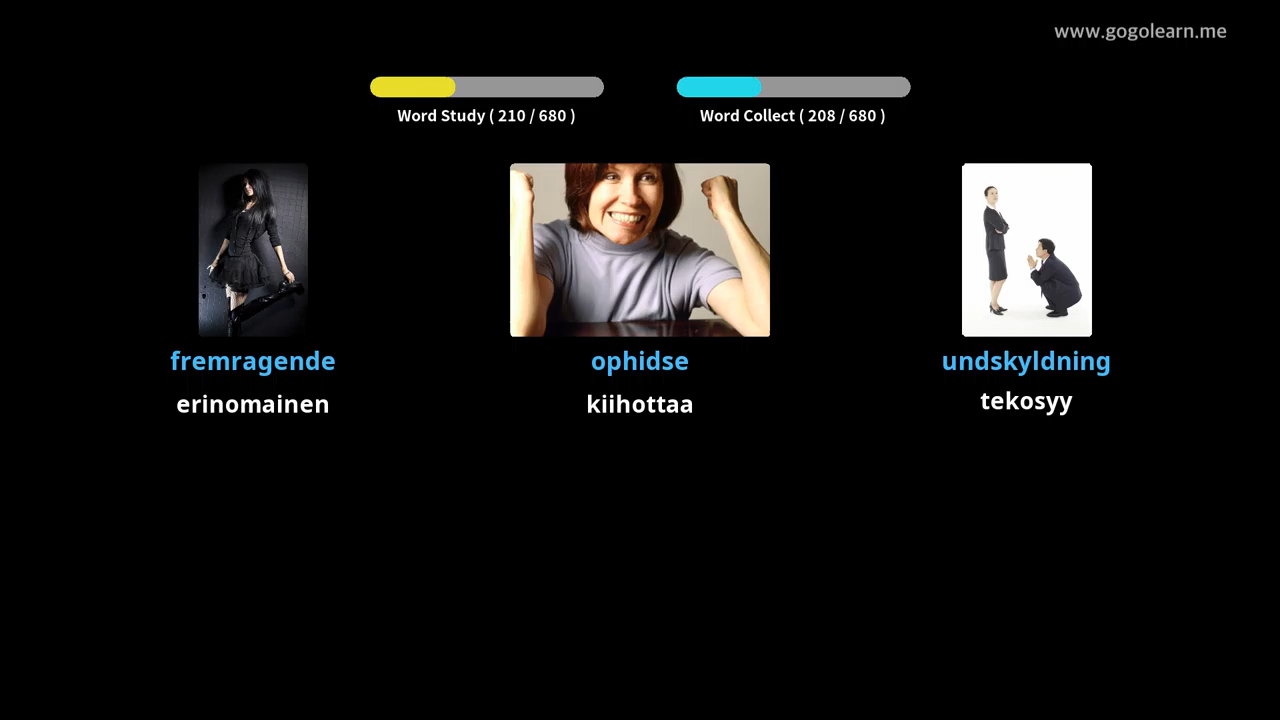 www.gogolearn.me
Word Study ( 210 / 680 )
Word Collect ( 208 / 680 )
fremragende
ophidse
undskyldning
erinomainen
kiihottaa
tekosyy